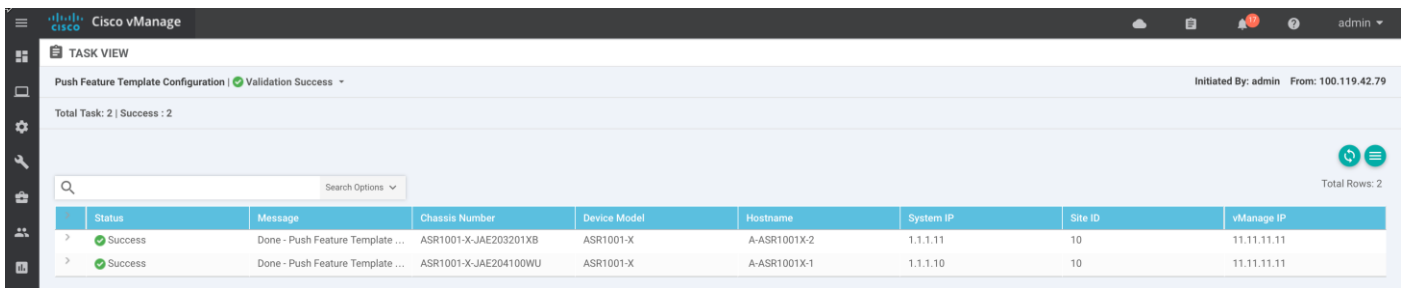 CISCO Cisco vManage 17 admin
TASK VIEW
Push Feature Template Configuration | Validation Success Initiated By: admin From: 100.119.42.79
Total Task: 2 | Success : 2
Search Options Total Rows: 2
Status Message Chassis Number Device Model Hostname System IP Site ID vManage IP
Success Done - Push Feature Template ... ASR1001-X-JAE203201XB ASR1001-X A-ASR1001X-2 1.1.1.11 10 11.11.11.11
Success Done - Push Feature Template ... ASR1001-X-JAE204100WU ASR1001-X A-ASR1001X-1 1.1.1.10 10 11.11.11.11